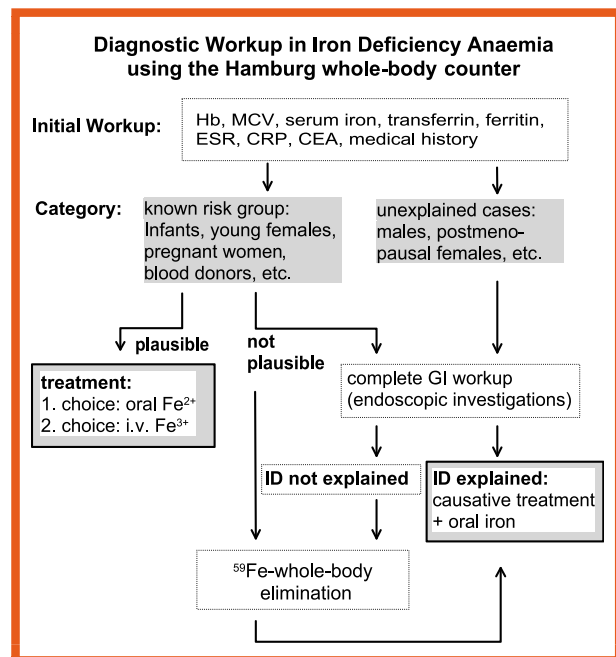 Diagnostic Workup in Iron Deficiency Anaemia
using the Hamburg whole-body counter
Initial Workup:
Hb, MCV, serum iron, transferrin, ferritin,
ESR, CRP, CEA, medical history
Category:
known risk group:
Infants, young females,
pregnant women,
blood donors, etc.
unexplained cases:
males, postmeno-
pausal females, etc.
plausible
not
plausible
treatment:
1. choice: oral Fe²⁺
2. choice: i.v. Fe³⁺
complete GI workup
(endoscopic investigations)
ID not explained
ID explained:
causative treatment
+ oral iron
⁵⁹Fe-whole-body
elimination